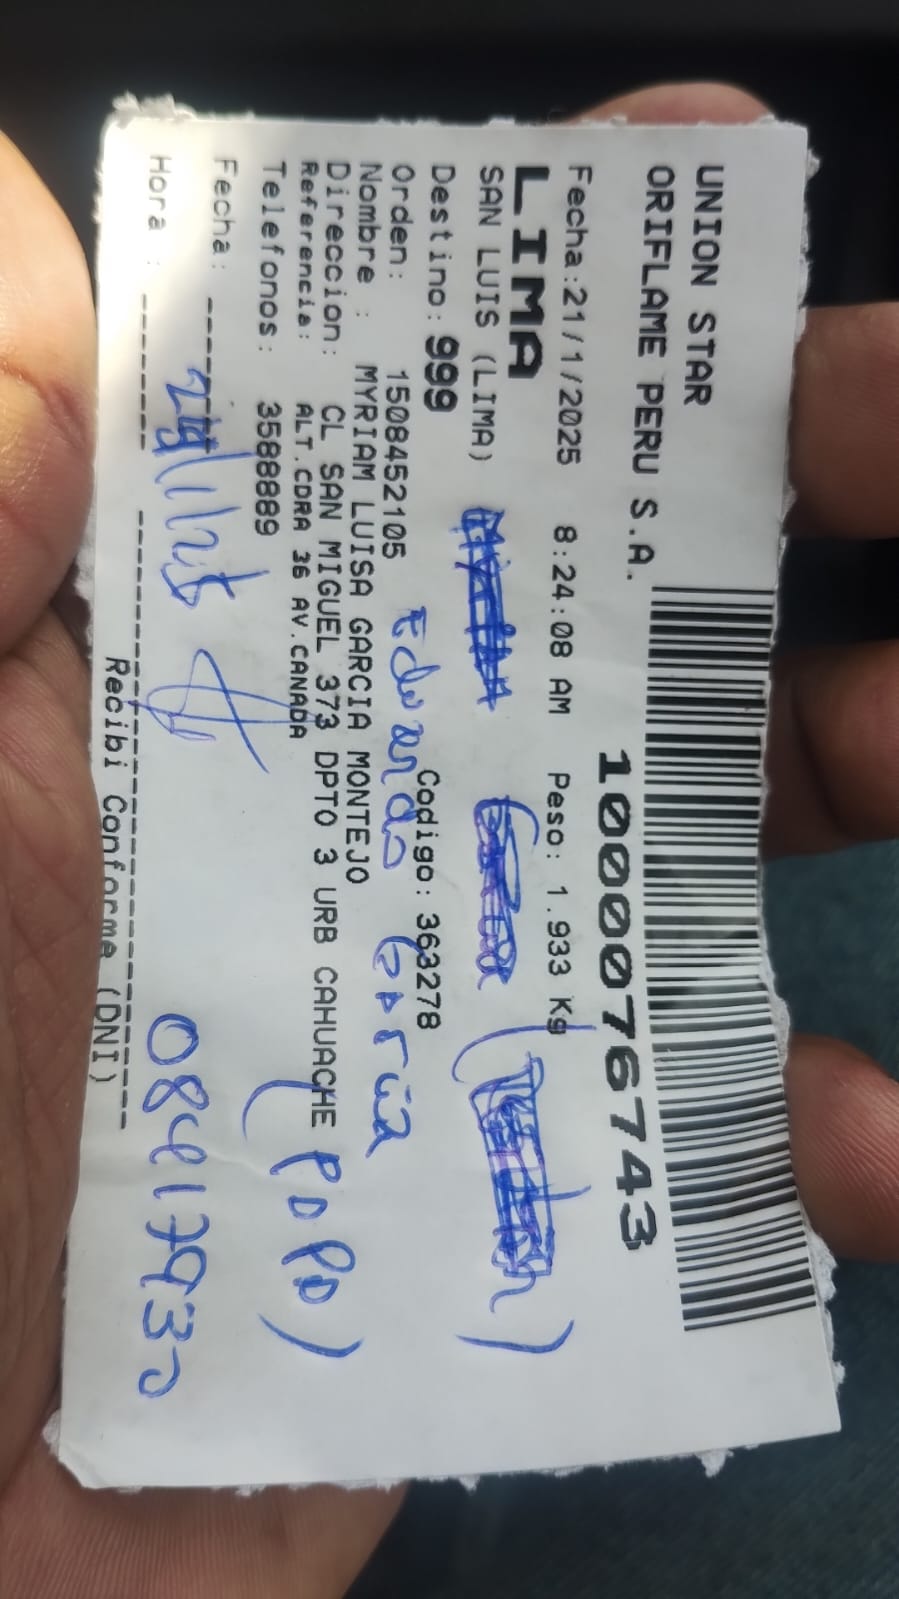 UNION STAR
ORIFLAME PERU S.A.
10000076743
Fecha:21/1/2025 8:24:08 AM Peso: 1.933 Kg
LIMA
SAN LUIS (LIMA)
Destino: 999 Codigo: 363278
Orden: 1508452105
Eduardo Garcia
Nombre : MYRIAM LUISA GARCIA MONTEJO
Direccion: CL SAN MIGUEL 373 DPTO 3 URB CAHUACHE
Referencia: ALT.CDRA 36 AV.CANADA
(PDPD)
Telefonos: 3588889
Fecha: --------
Hora : --------
Recibi Conforme (DNI)